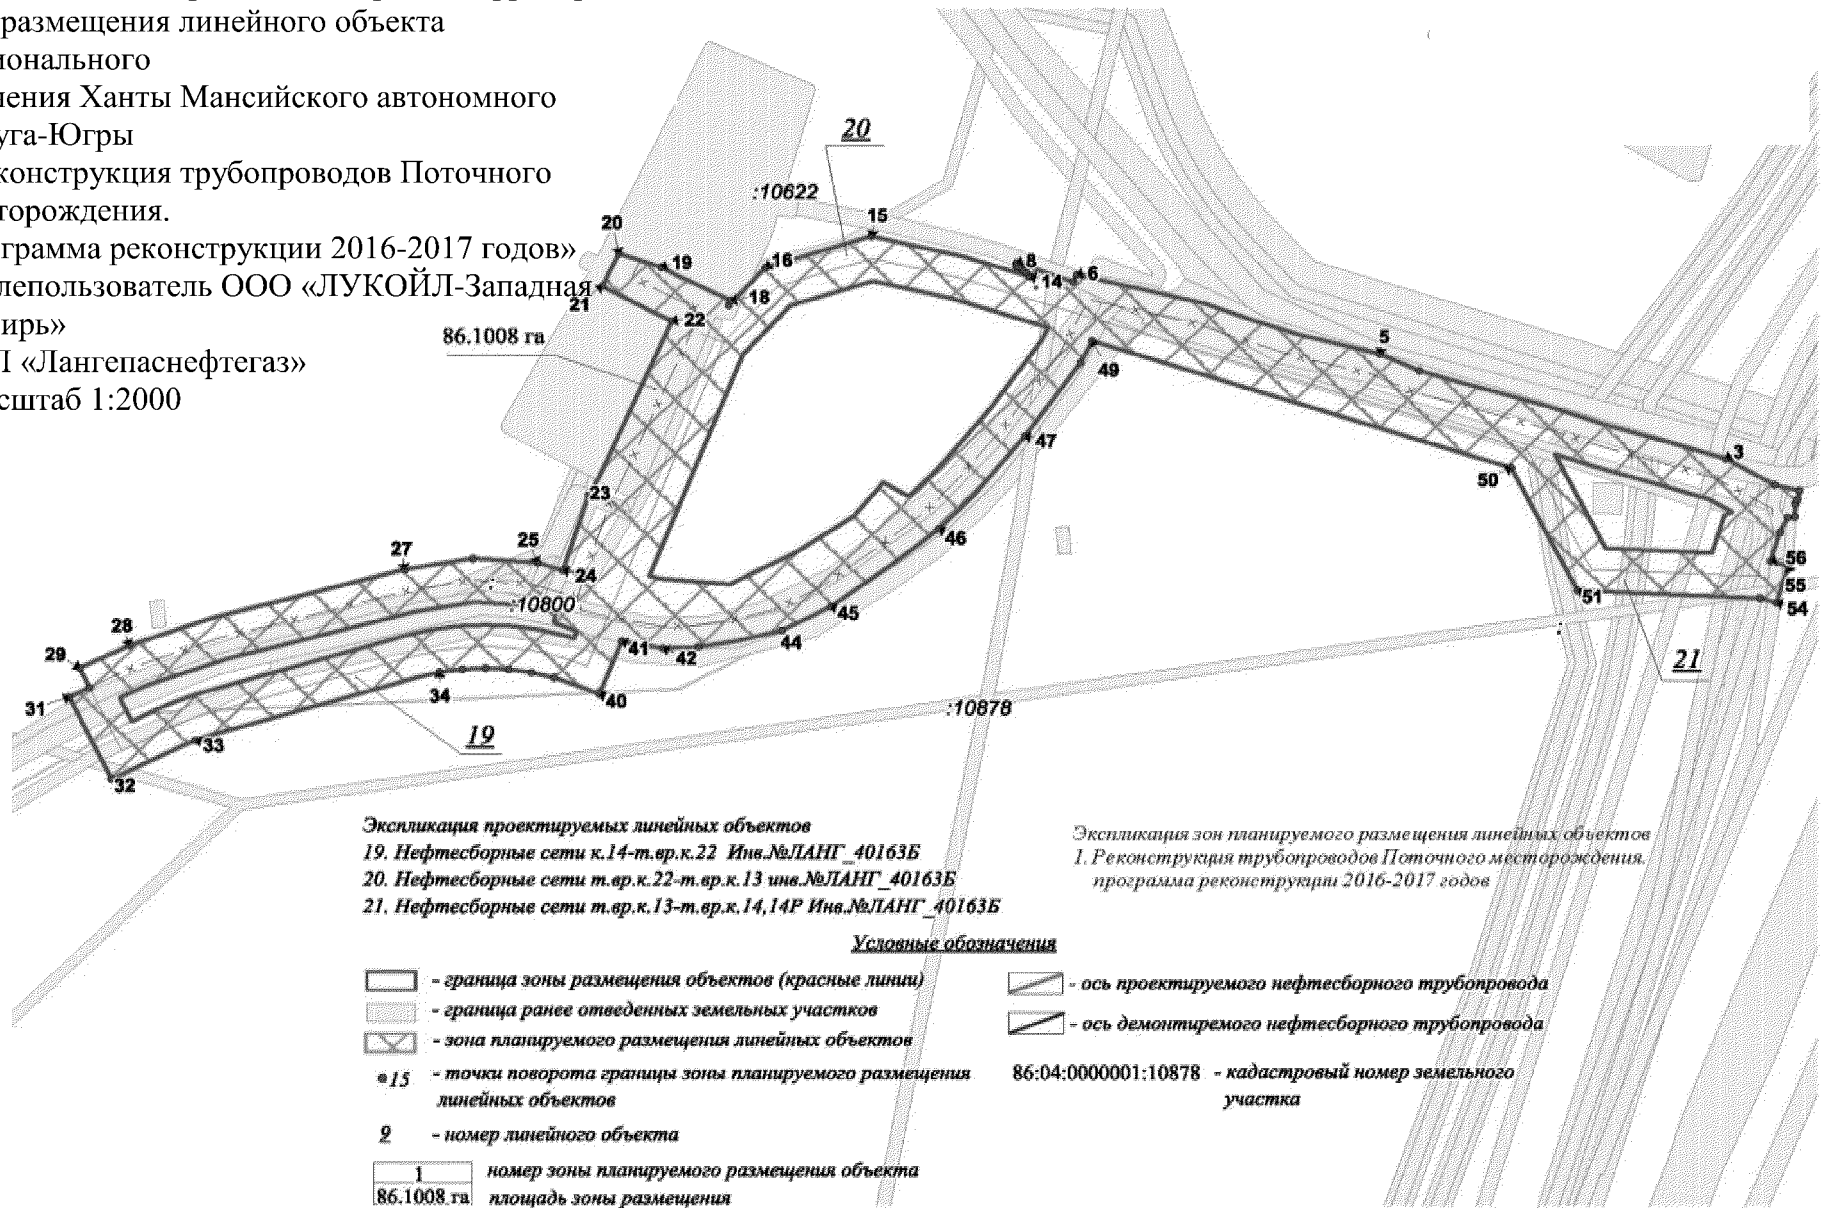 размещения линейного объекта
ионального
ения Ханты Мансийского автономного
уга-Югры
конструкция трубопроводов Поточного
торождения.
грамма реконструкции 2016-2017 годов»
лепользователь ООО «ЛУКОЙЛ-Западная
ирь»
«Лангепаснефтегаз»
сштаб 1:2000
20
:10622
15
20
19
16
8
6
14
18
21
22
86.1008 га
5
49
47
3
50
23
46
25
27
24
56
55
:10800
51
54
45
28
41
44
29
42
21
34
40
31
:10878
19
33
32
Экспликация проектируемых линейных объектов
19. Нефтесборные сети к.14-т.вр.к.22 Инв.№ЛАНГ_40163Б
20. Нефтесборные сети т.вр.к.22-т.вр.к.13 инв.№ЛАНГ_40163Б
21. Нефтесборные сети т.вр.к.13-т.вр.к.14,14Р Инв.№ЛАНГ_40163Б
Экспликация зон планируемого размещения линейных объектов
1. Реконструкция трубопроводов Поточного месторождения.
программа реконструкции 2016-2017 годов
Условные обозначения
- граница зоны размещения объектов (красные линии)
- граница ранее отведенных земельных участков
- зона планируемого размещения линейных объектов
15 - точки поворота границы зоны планируемого размещения
линейных объектов
9 - номер линейного объекта
1 номер зоны планируемого размещения объекта
86.1008 га площадь зоны размещения
- ось проектируемого нефтесборного трубопровода
- ось демонтиремого нефтесборного трубопровода
86:04:0000001:10878 - кадастровый номер земельного
участка